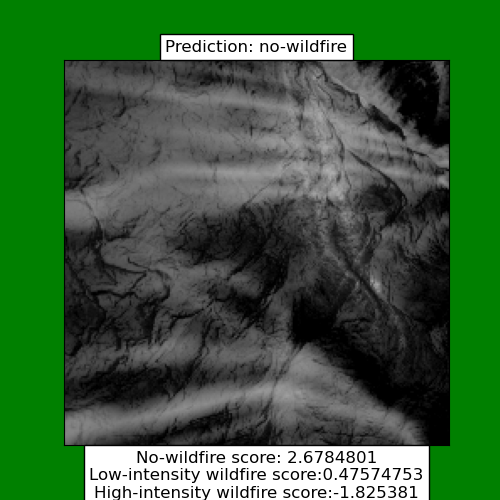 Prediction: no-wildfire
No-wildfire score: 2.6784801
Low-intensity wildfire score:0.47574753
High-intensity wildfire score:-1.825381